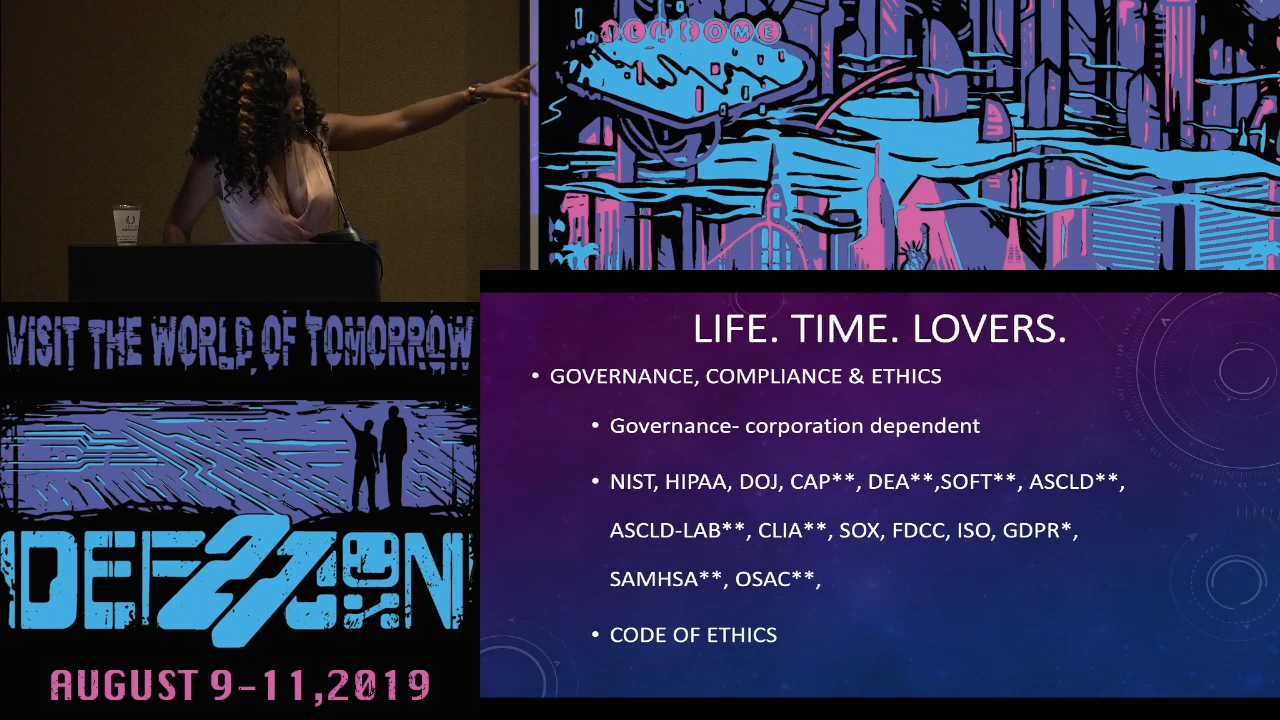 WELCOME
LIFE. TIME. LOVERS.
• GOVERNANCE, COMPLIANCE & ETHICS
• Governance- corporation dependent
• NIST, HIPAA, DOJ, CAP**, DEA**,SOFT**, ASCLD**,
ASCLD-LAB**, CLIA**, SOX, FDCC, ISO, GDPR*,
SAMHSA**, OSAC**,
• CODE OF ETHICS
VISIT THE WORLD OF TOMORROW
DEF 27 CON
AUGUST 9-11,2019